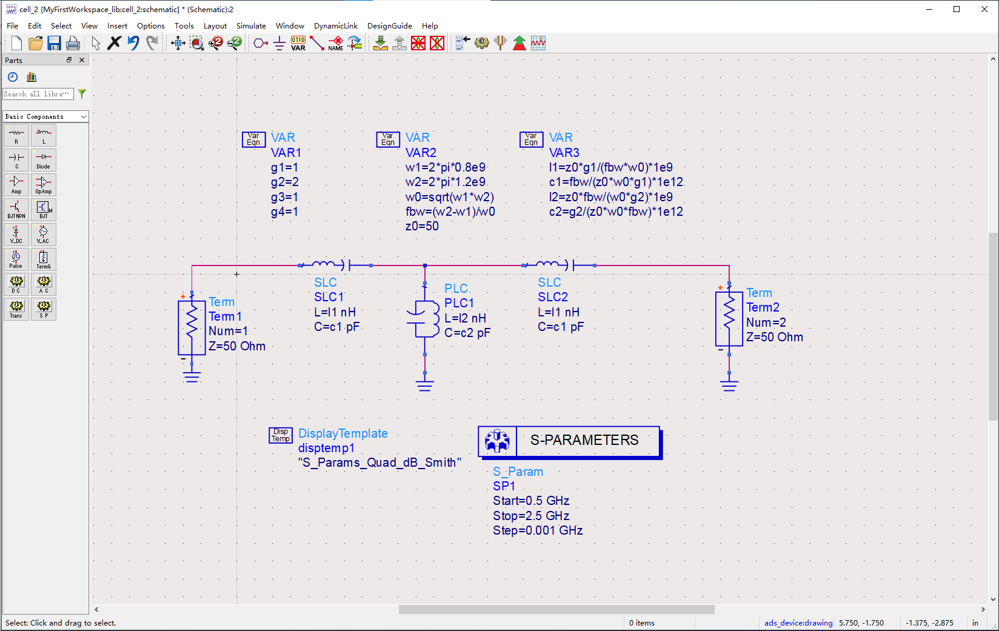 cell_2 [MyFirstWorkspace_lib:cell_2:schematic] * (Schematic):2
File Edit Select View Insert Options Tools Layout Simulate Window DynamicLink DesignGuide Help
0110
VAR
NAME
Parts
Search all libra···
Basic Components
R L
C Diode
Amp OpAmp
BJTNPN BJT
M
V_DC V_AC
Pulse TermG
DC AC
Trans SP
Var
Eqn
VAR
VAR1
g1=1
g2=2
g3=1
g4=1
Var
Eqn
VAR
VAR2
w1=2*pi*0.8e9
w2=2*pi*1.2e9
w0=sqrt(w1*w2)
fbw=(w2-w1)/w0
z0=50
Var
Eqn
VAR
VAR3
l1=z0*g1/(fbw*w0)*1e9
c1=fbw/(z0*w0*g1)*1e12
l2=z0*fbw/(w0*g2)*1e9
c2=g2/(z0*w0*fbw)*1e12
+
Term
Term1
Num=1
Z=50 Ohm
-
SLC
SLC1
L=l1 nH
C=c1 pF
PLC
PLC1
L=l2 nH
C=c2 pF
SLC
SLC2
L=l1 nH
C=c1 pF
+
Term
Term2
Num=2
Z=50 Ohm
-
Disp
Temp
DisplayTemplate
disptemp1
"S_Params_Quad_dB_Smith"
S-PARAMETERS
S_Param
SP1
Start=0.5 GHz
Stop=2.5 GHz
Step=0.001 GHz
Select: Click and drag to select.
0 items
ads_device:drawing
5.750, -1.750
-1.375, -2.875
in